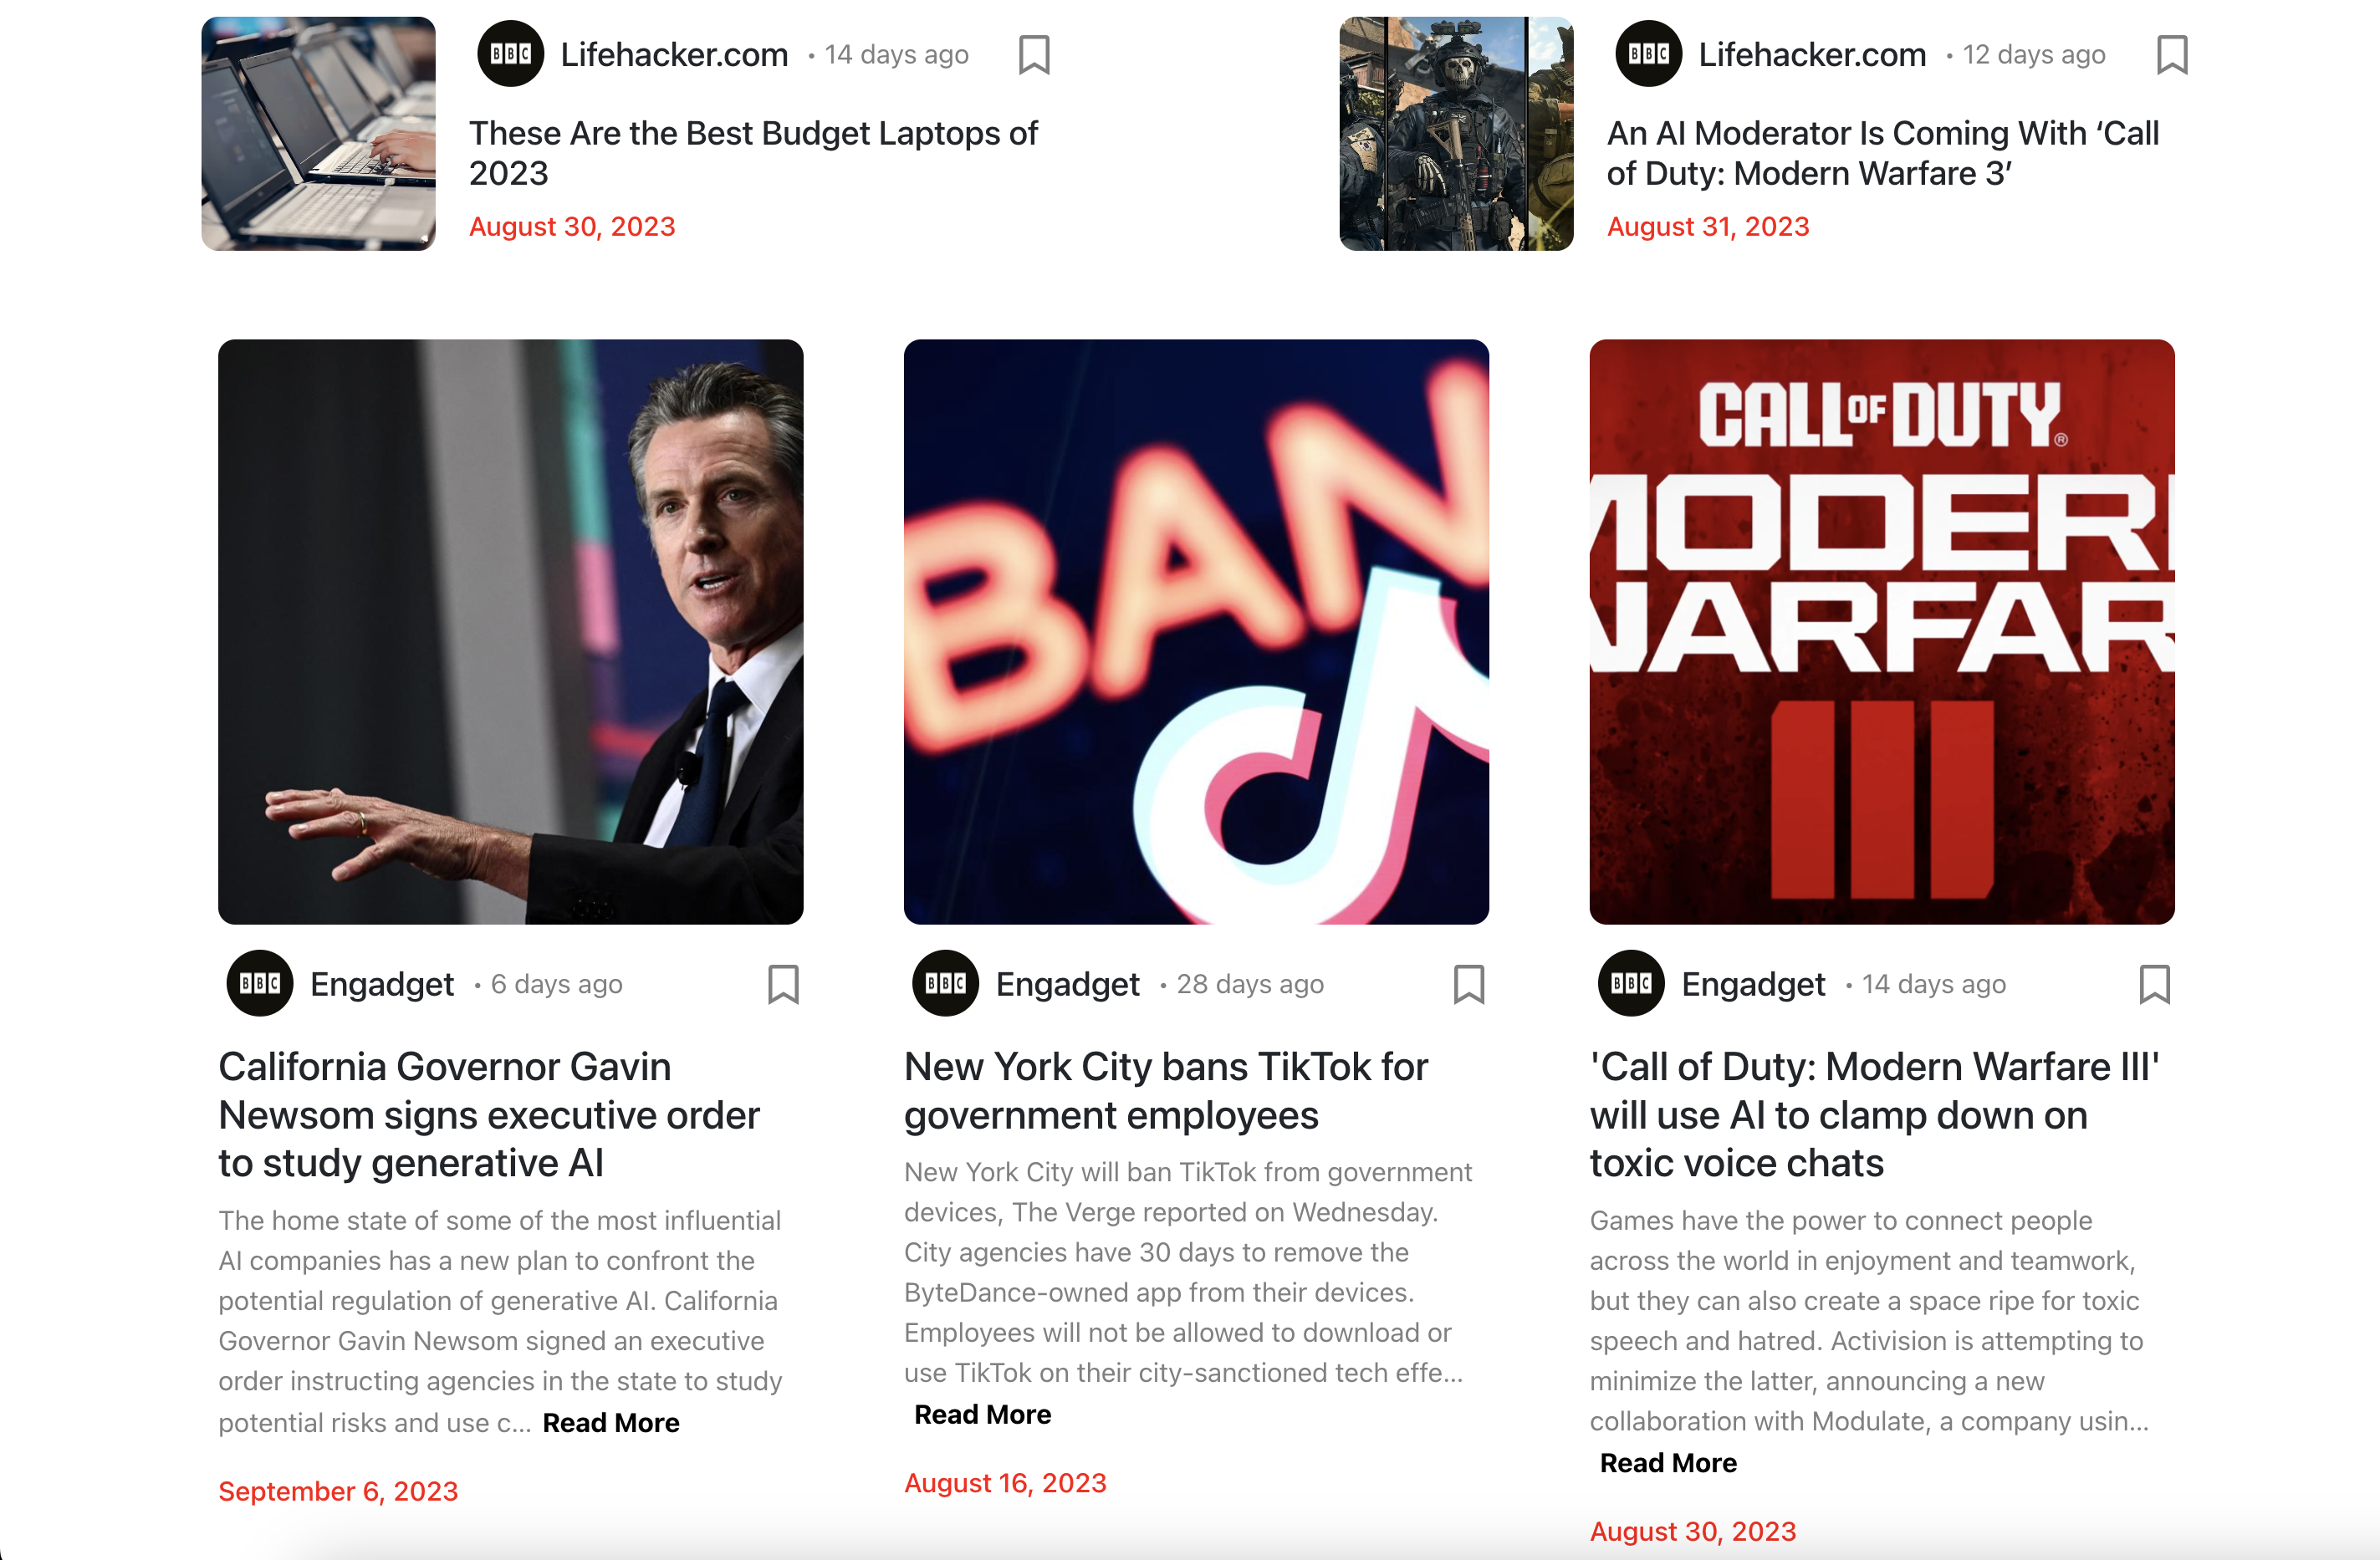 BBC Lifehacker.com • 14 days ago
These Are the Best Budget Laptops of
2023
August 30, 2023
BBC Lifehacker.com • 12 days ago
An AI Moderator Is Coming With ‘Call
of Duty: Modern Warfare 3’
August 31, 2023
BBC Engadget • 6 days ago
California Governor Gavin
Newsom signs executive order
to study generative AI
The home state of some of the most influential
AI companies has a new plan to confront the
potential regulation of generative AI. California
Governor Gavin Newsom signed an executive
order instructing agencies in the state to study
potential risks and use c... Read More
September 6, 2023
BAN
BBC Engadget • 28 days ago
New York City bans TikTok for
government employees
New York City will ban TikTok from government
devices, The Verge reported on Wednesday.
City agencies have 30 days to remove the
ByteDance-owned app from their devices.
Employees will not be allowed to download or
use TikTok on their city-sanctioned tech effe...
Read More
August 16, 2023
CALL OF DUTY®
MODERN
WARFARE
III
BBC Engadget • 14 days ago
'Call of Duty: Modern Warfare III'
will use AI to clamp down on
toxic voice chats
Games have the power to connect people
across the world in enjoyment and teamwork,
but they can also create a space ripe for toxic
speech and hatred. Activision is attempting to
minimize the latter, announcing a new
collaboration with Modulate, a company usin...
Read More
August 30, 2023